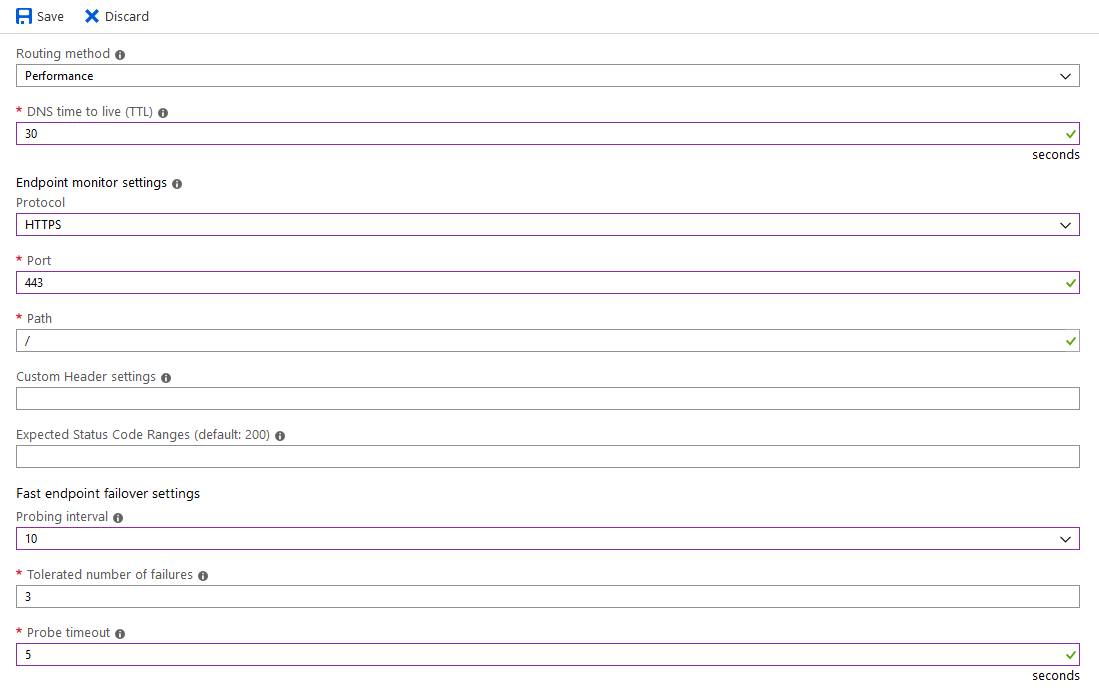 Save Discard
Routing method
Performance
* DNS time to live (TTL)
30
seconds
Endpoint monitor settings
Protocol
HTTPS
* Port
443
* Path
/
Custom Header settings
Expected Status Code Ranges (default: 200)
Fast endpoint failover settings
Probing interval
10
* Tolerated number of failures
3
* Probe timeout
5
seconds